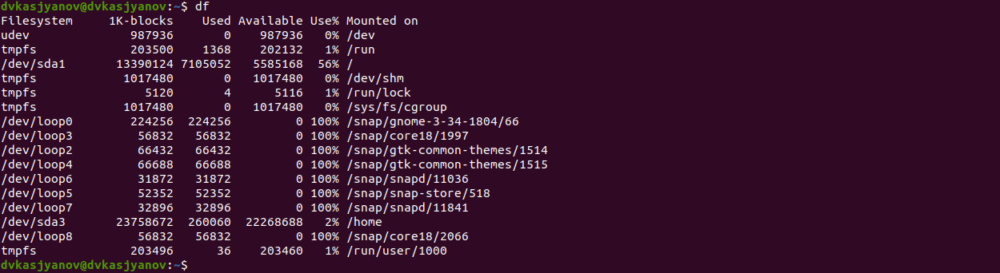 dvkasjyanov@dvkasjyanov:~$ df
Filesystem     1K-blocks    Used Available Use% Mounted on
udev              987936       0    987936   0% /dev
tmpfs             203500    1368    202132   1% /run
/dev/sda1       13390124 7105052   5585168  56% /
tmpfs            1017480       0   1017480   0% /dev/shm
tmpfs               5120       4      5116   1% /run/lock
tmpfs            1017480       0   1017480   0% /sys/fs/cgroup
/dev/loop0        224256  224256         0 100% /snap/gnome-3-34-1804/66
/dev/loop3         56832   56832         0 100% /snap/core18/1997
/dev/loop2         66432   66432         0 100% /snap/gtk-common-themes/1514
/dev/loop4         66688   66688         0 100% /snap/gtk-common-themes/1515
/dev/loop6         31872   31872         0 100% /snap/snapd/11036
/dev/loop5         52352   52352         0 100% /snap/snap-store/518
/dev/loop7         32896   32896         0 100% /snap/snapd/11841
/dev/sda3       23758672  260060  22268688   2% /home
/dev/loop8         56832   56832         0 100% /snap/core18/2066
tmpfs             203496      36    203460   1% /run/user/1000
dvkasjyanov@dvkasjyanov:~$